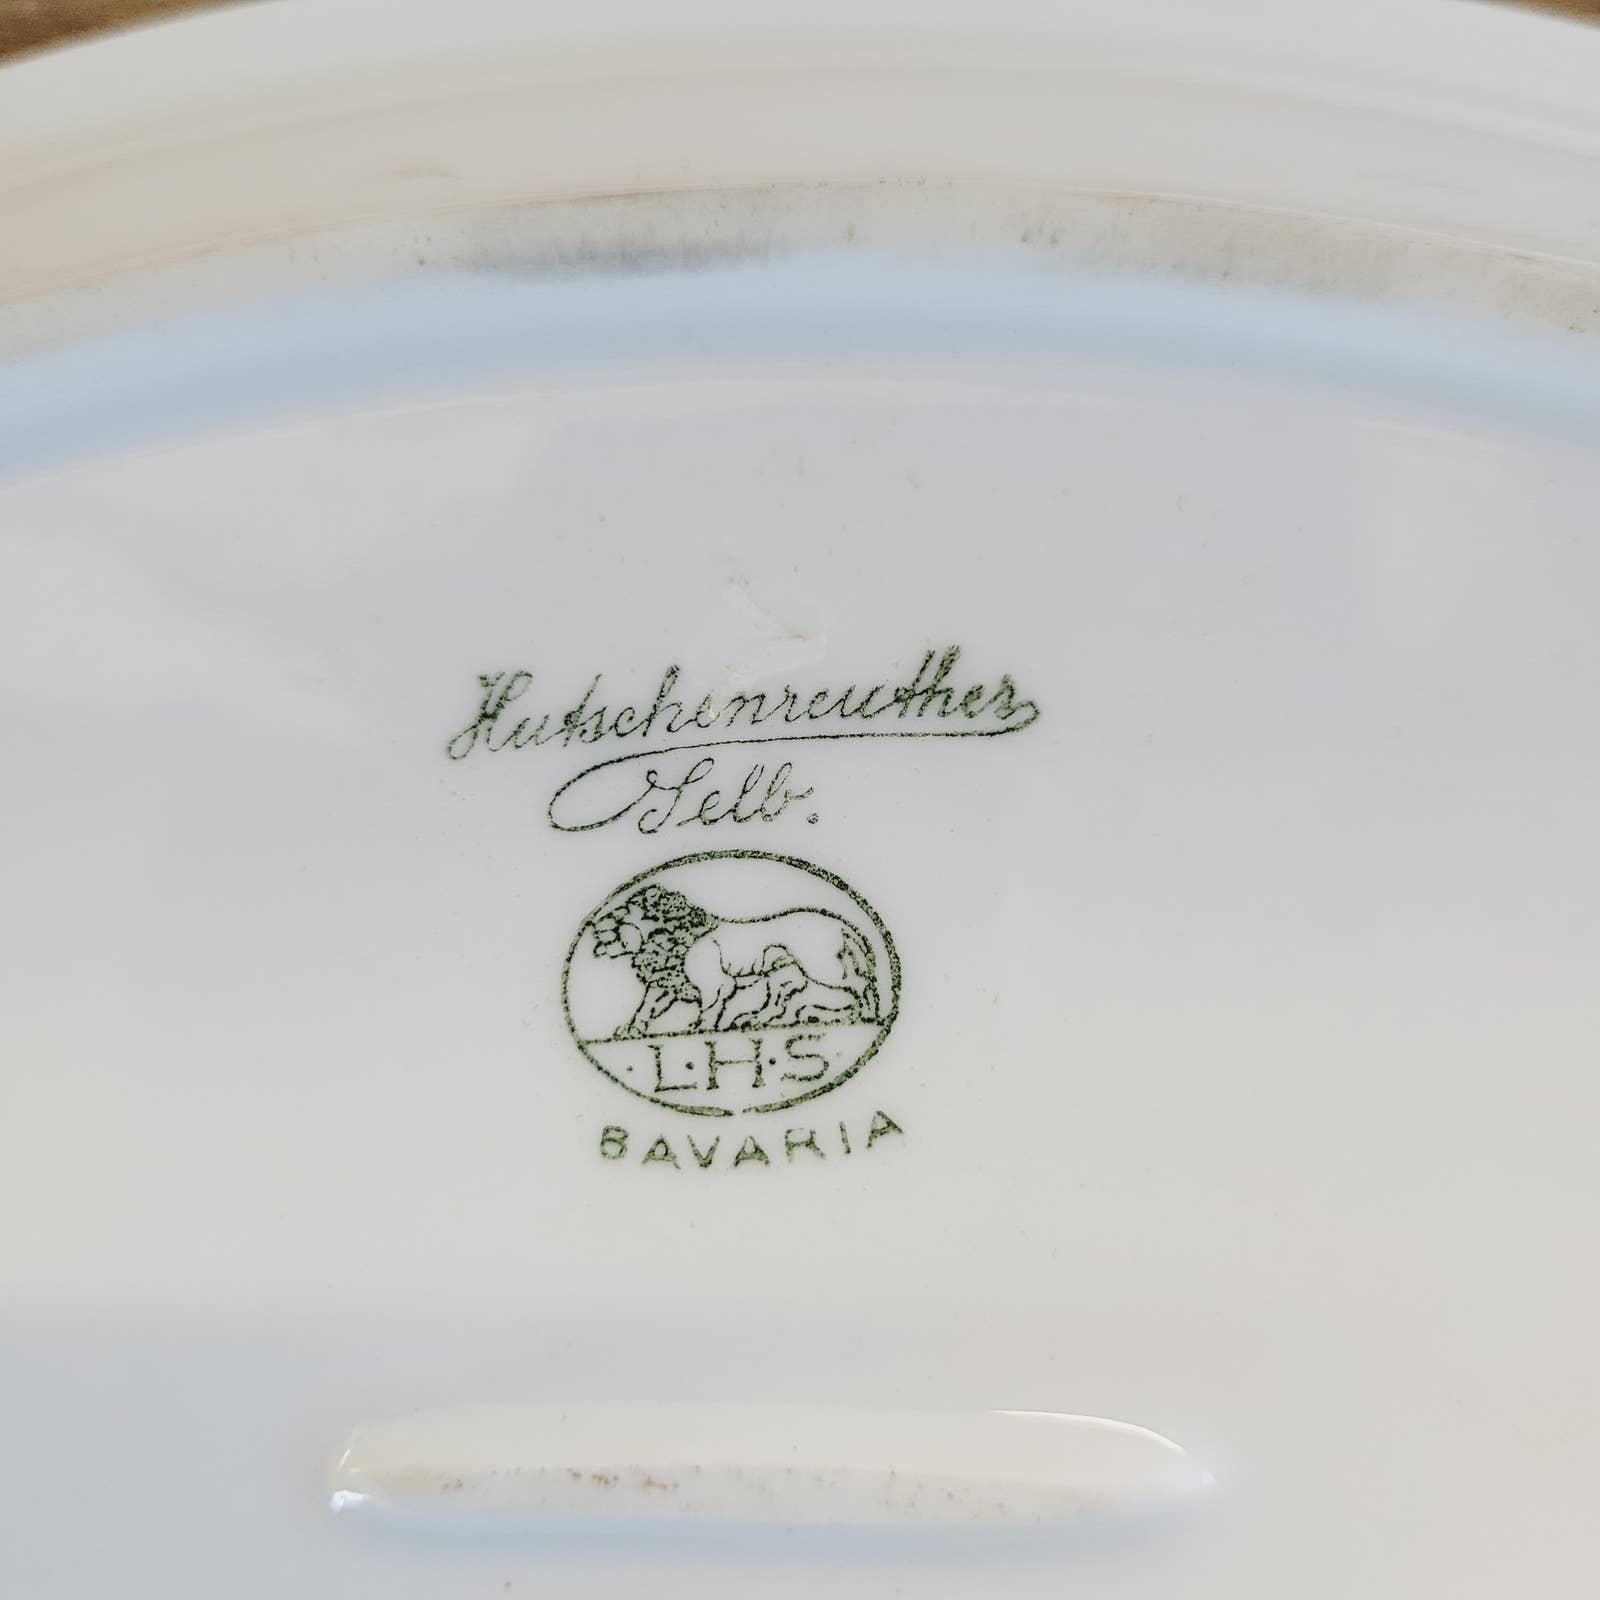 Hutschenreuther
Selb.
L·H·S
BAVARIA